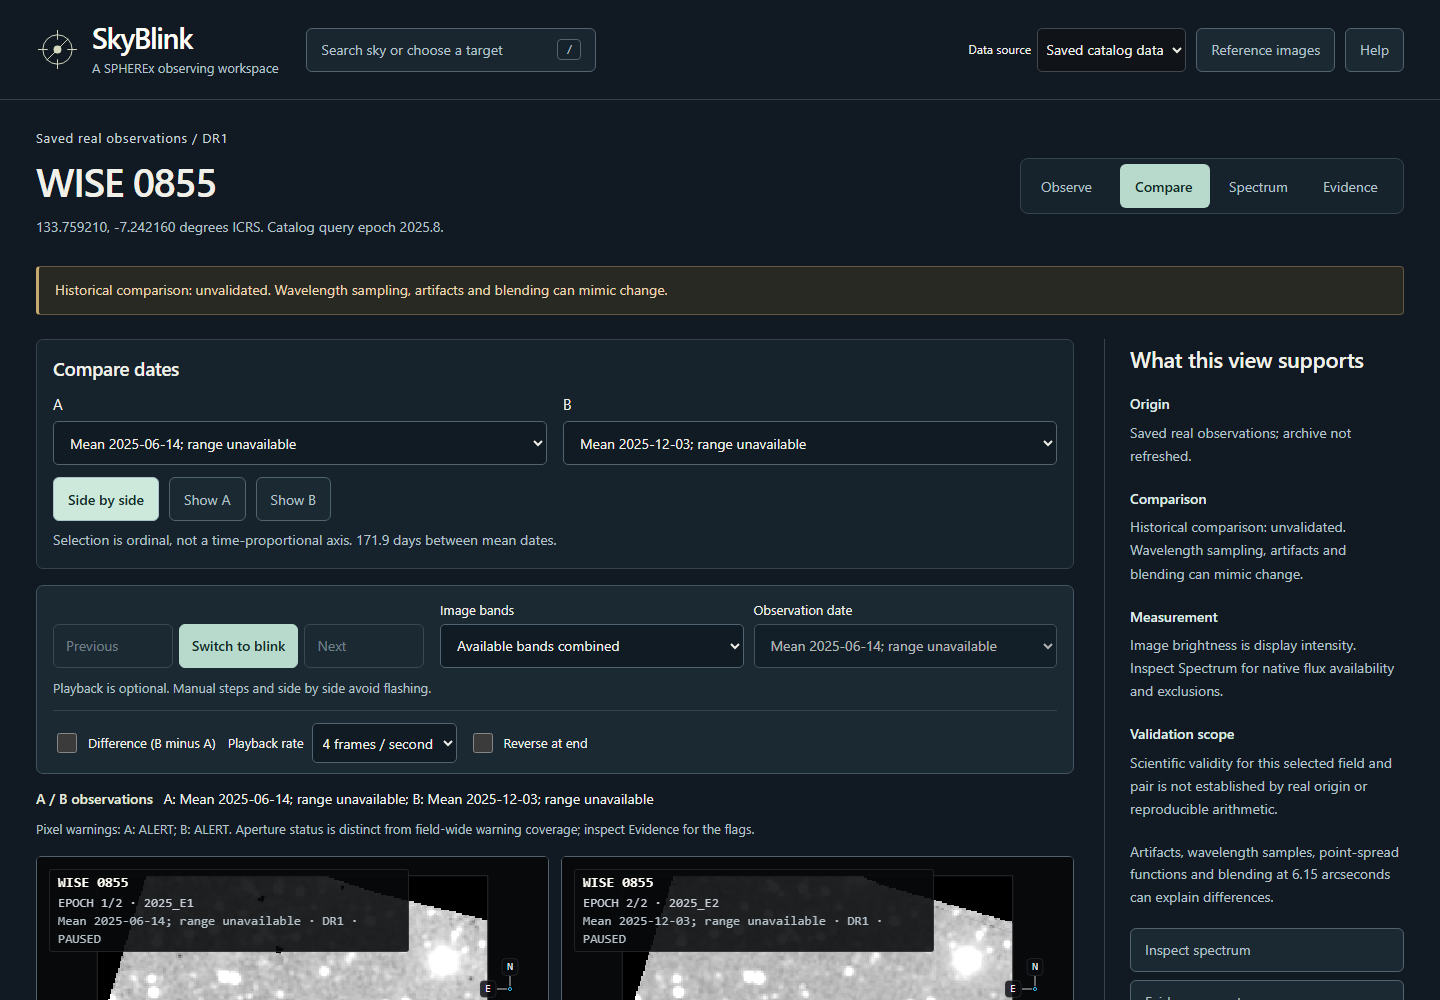 SkyBlink
A SPHEREx observing workspace
Search sky or choose a target
/
Data source
Saved catalog data
Reference images
Help
Saved real observations / DR1
WISE 0855
133.759210, -7.242160 degrees ICRS. Catalog query epoch 2025.8.
Observe
Compare
Spectrum
Evidence
Historical comparison: unvalidated. Wavelength sampling, artifacts and blending can mimic change.
Compare dates
A
B
Mean 2025-06-14; range unavailable
Mean 2025-12-03; range unavailable
Side by side
Show A
Show B
Selection is ordinal, not a time-proportional axis. 171.9 days between mean dates.
Image bands
Observation date
Previous
Switch to blink
Next
Available bands combined
Mean 2025-06-14; range unavailable
Playback is optional. Manual steps and side by side avoid flashing.
Difference (B minus A)
Playback rate
4 frames / second
Reverse at end
A / B observations A: Mean 2025-06-14; range unavailable; B: Mean 2025-12-03; range unavailable
Pixel warnings: A: ALERT; B: ALERT. Aperture status is distinct from field-wide warning coverage; inspect Evidence for the flags.
WISE 0855
EPOCH 1/2 · 2025_E1
Mean 2025-06-14; range unavailable · DR1 ·
PAUSED
N
E
WISE 0855
EPOCH 2/2 · 2025_E2
Mean 2025-12-03; range unavailable · DR1 ·
PAUSED
N
E
What this view supports
Origin
Saved real observations; archive not
refreshed.
Comparison
Historical comparison: unvalidated.
Wavelength sampling, artifacts and
blending can mimic change.
Measurement
Image brightness is display intensity.
Inspect Spectrum for native flux availability
and exclusions.
Validation scope
Scientific validity for this selected field and
pair is not established by real origin or
reproducible arithmetic.
Artifacts, wavelength samples, point-spread
functions and blending at 6.15 arcseconds
can explain differences.
Inspect spectrum